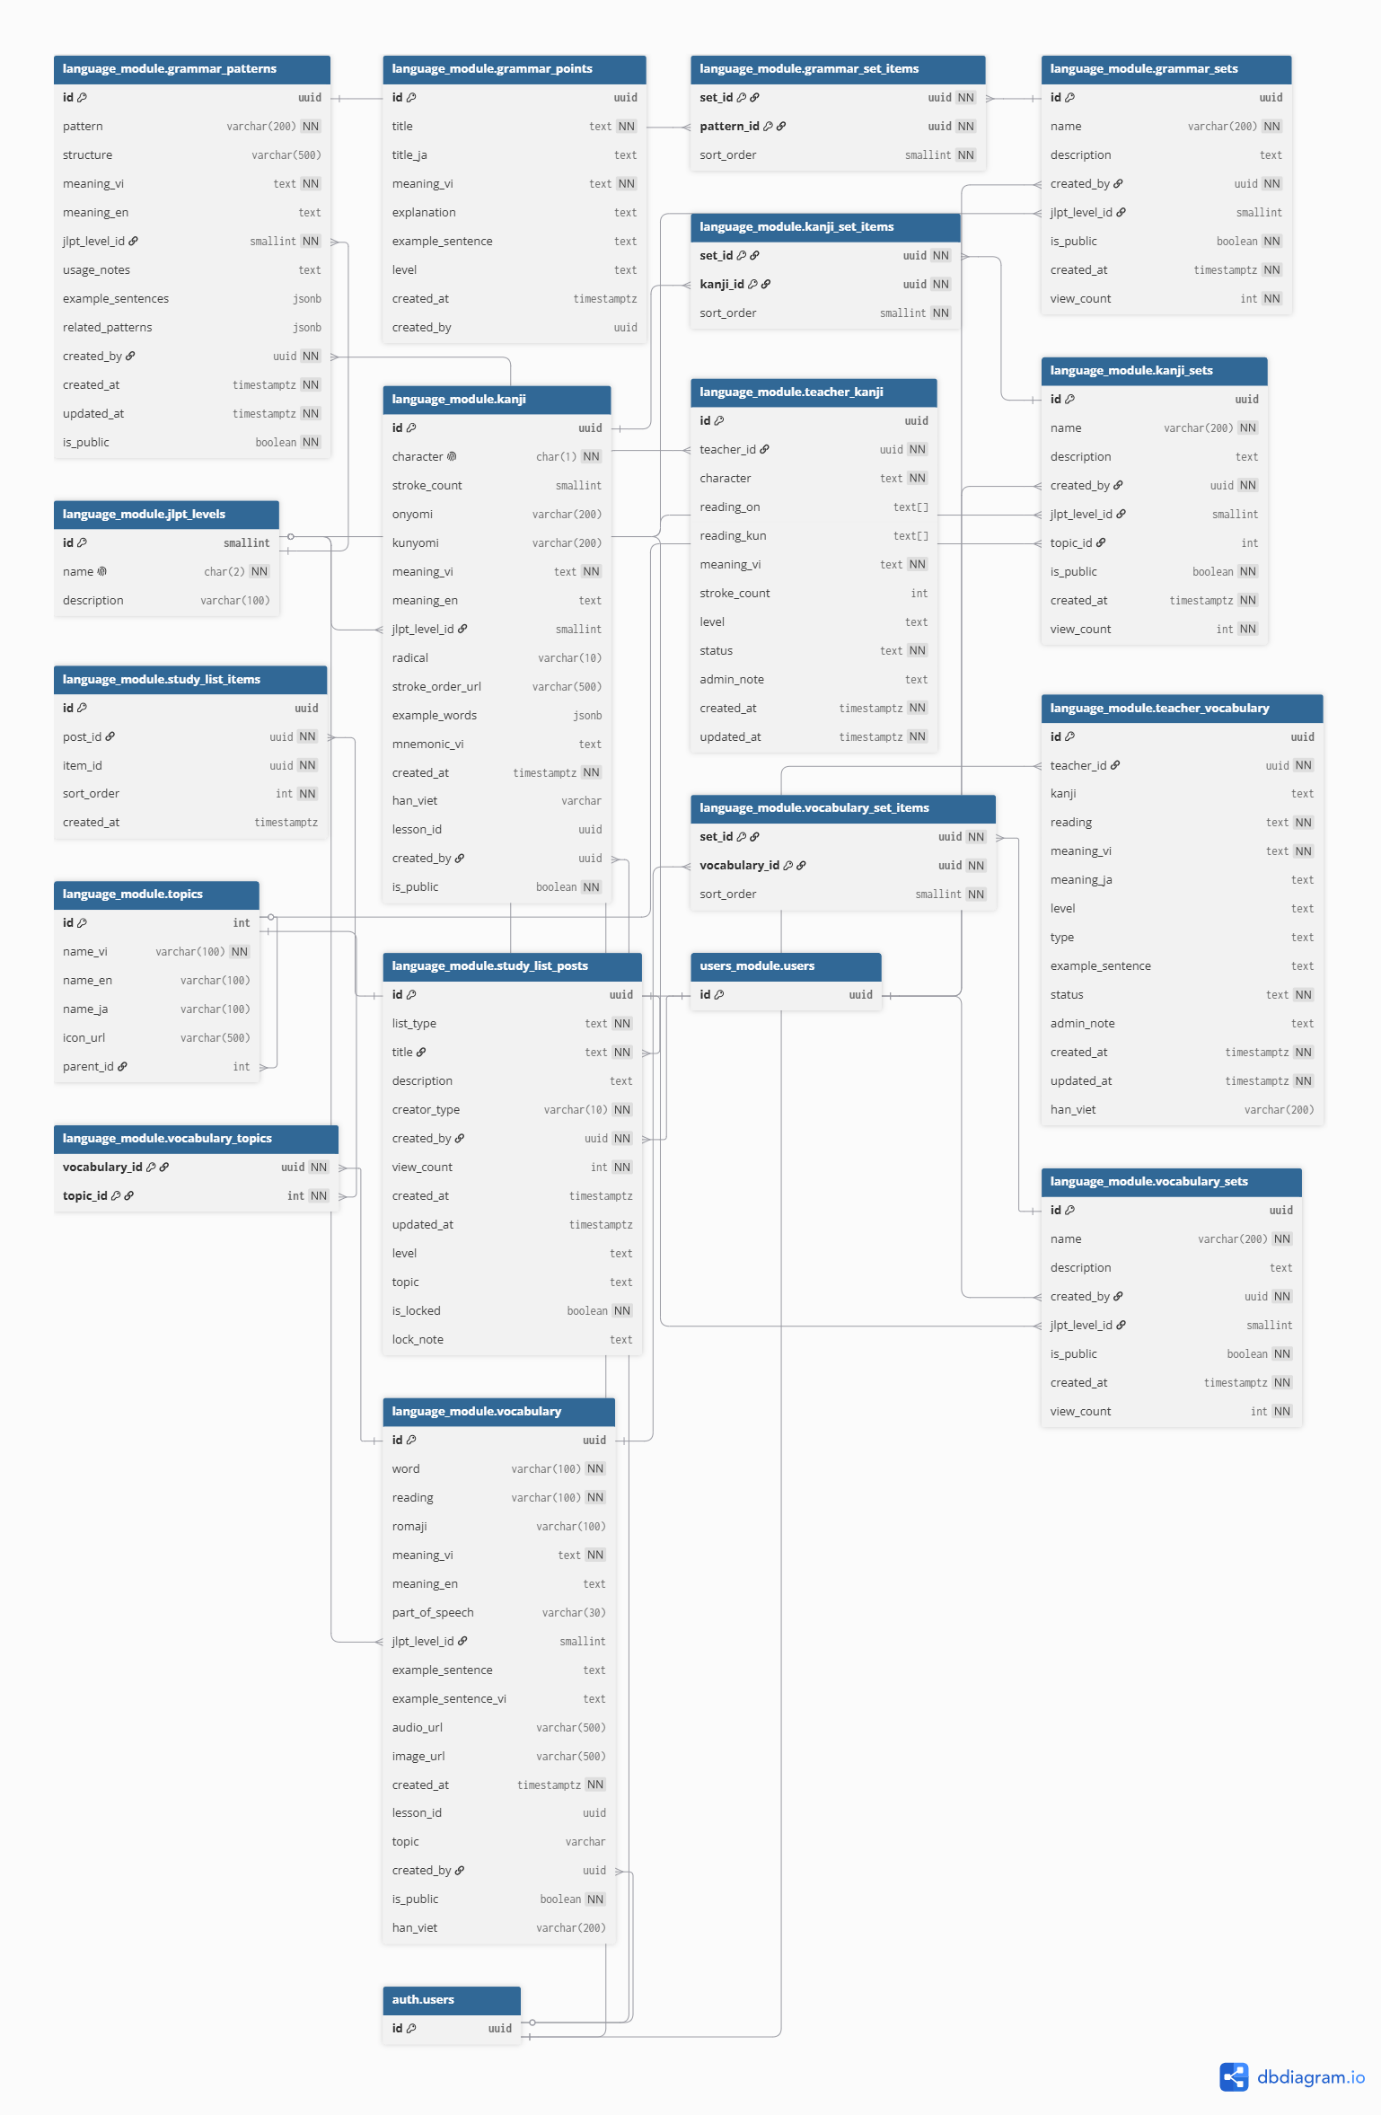 language_module.grammar_patterns
id uuid
pattern varchar(200) NN
structure varchar(500)
meaning_vi text NN
meaning_en text
jlpt_level_id smallint NN
usage_notes text
example_sentences jsonb
related_patterns jsonb
created_by uuid NN
created_at timestamptz NN
updated_at timestamptz NN
is_public boolean NN
language_module.jlpt_levels
id smallint
name char(2) NN
description varchar(100)
language_module.study_list_items
id uuid
post_id uuid NN
item_id uuid NN
sort_order int NN
created_at timestamptz
language_module.topics
id int
name_vi varchar(100) NN
name_en varchar(100)
name_ja varchar(100)
icon_url varchar(500)
parent_id int
language_module.vocabulary_topics
vocabulary_id uuid NN
topic_id int NN
language_module.grammar_points
id uuid
title text NN
title_ja text
meaning_vi text NN
explanation text
example_sentence text
level text
created_at timestamptz
created_by uuid
language_module.kanji
id uuid
character char(1) NN
stroke_count smallint
onyomi varchar(200)
kunyomi varchar(200)
meaning_vi text NN
meaning_en text
jlpt_level_id smallint
radical varchar(10)
stroke_order_url varchar(500)
example_words jsonb
mnemonic_vi text
created_at timestamptz NN
han_viet varchar
lesson_id uuid
created_by uuid
is_public boolean NN
language_module.study_list_posts
id uuid
list_type text NN
title text NN
description text
creator_type varchar(10) NN
created_by uuid NN
view_count int NN
created_at timestamptz
updated_at timestamptz
level text
topic text
is_locked boolean NN
lock_note text
language_module.vocabulary
id uuid
word varchar(100) NN
reading varchar(100) NN
romaji varchar(100)
meaning_vi text NN
meaning_en text
part_of_speech varchar(30)
jlpt_level_id smallint
example_sentence text
example_sentence_vi text
audio_url varchar(500)
image_url varchar(500)
created_at timestamptz NN
lesson_id uuid
topic varchar
created_by uuid
is_public boolean NN
han_viet varchar(200)
auth.users
id uuid
language_module.grammar_set_items
set_id uuid NN
pattern_id uuid NN
sort_order smallint NN
language_module.kanji_set_items
set_id uuid NN
kanji_id uuid NN
sort_order smallint NN
language_module.teacher_kanji
id uuid
teacher_id uuid NN
character text NN
reading_on text[]
reading_kun text[]
meaning_vi text NN
stroke_count int
level text
status text NN
admin_note text
created_at timestamptz NN
updated_at timestamptz NN
language_module.vocabulary_set_items
set_id uuid NN
vocabulary_id uuid NN
sort_order smallint NN
users_module.users
id uuid
language_module.grammar_sets
id uuid
name varchar(200) NN
description text
created_by uuid NN
jlpt_level_id smallint
is_public boolean NN
created_at timestamptz NN
view_count int NN
language_module.kanji_sets
id uuid
name varchar(200) NN
description text
created_by uuid NN
jlpt_level_id smallint
topic_id int
is_public boolean NN
created_at timestamptz NN
view_count int NN
language_module.teacher_vocabulary
id uuid
teacher_id uuid NN
kanji text
reading text NN
meaning_vi text NN
meaning_ja text
level text
type text
example_sentence text
status text NN
admin_note text
created_at timestamptz NN
updated_at timestamptz NN
han_viet varchar(200)
language_module.vocabulary_sets
id uuid
name varchar(200) NN
description text
created_by uuid NN
jlpt_level_id smallint
is_public boolean NN
created_at timestamptz NN
view_count int NN
dbdiagram.io